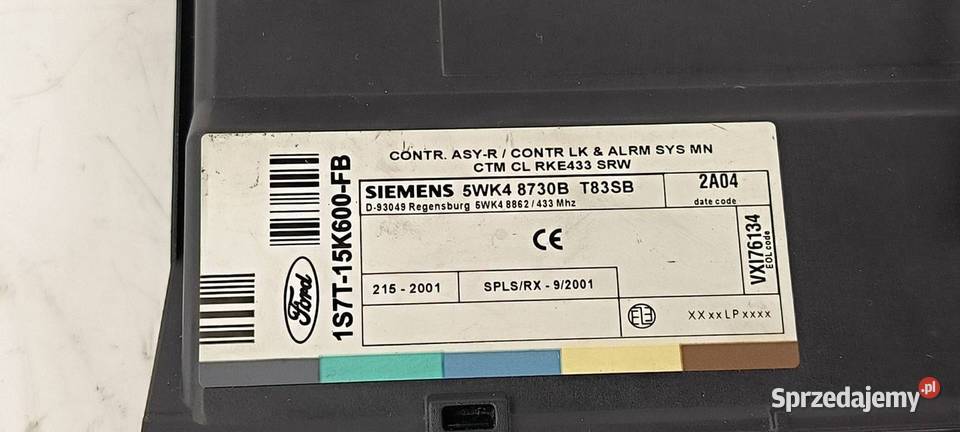 CONTR. ASY-R / CONTR LK & ALRM SYS MN
CTM CL RKE433 SRW
SIEMENS 5WK4 8730B T83SB
D-93049 Regensburg 5WK4 8862 / 433 Mhz
2A04
date code
CE
VXI76134
EOL code
215 - 2001
SPLS/RX - 9/2001
XXxxLPxxxx
Ford
1S7T-15K600-FB
Sprzedajemy.pl